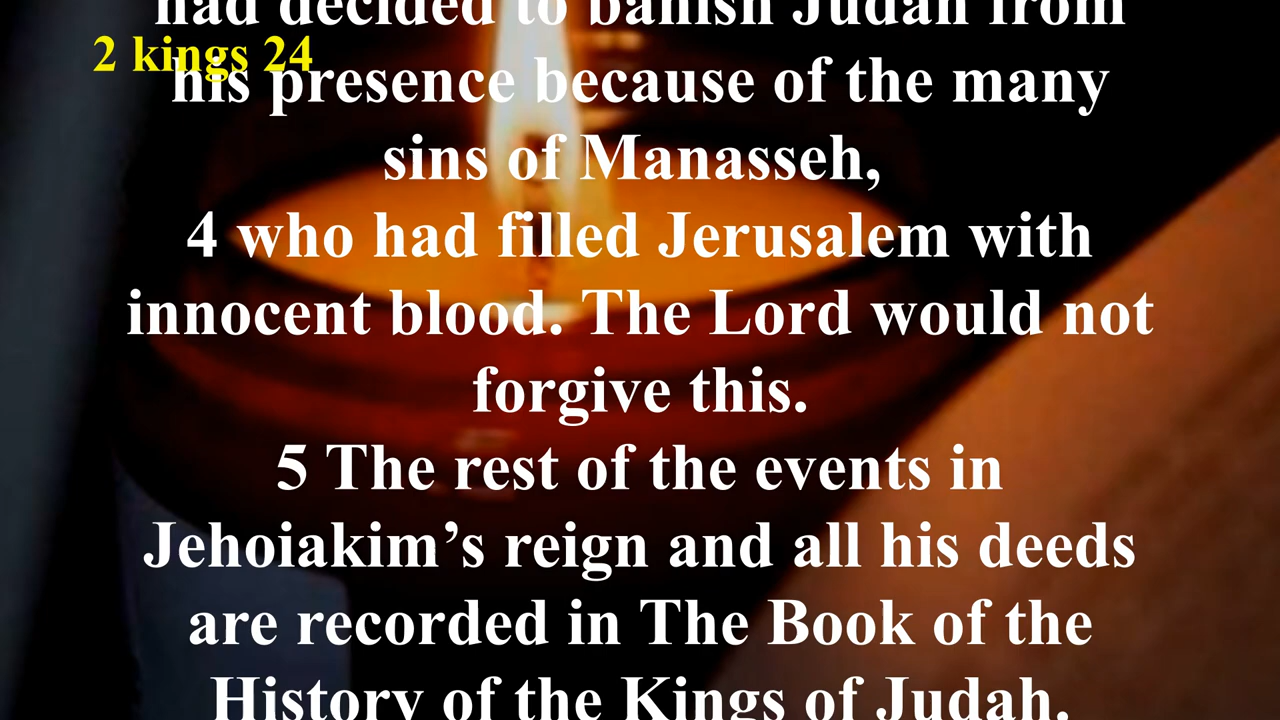 had decided to banish Judah from
2 kings 24
his presence because of the many
sins of Manasseh,
4 who had filled Jerusalem with
innocent blood. The Lord would not
forgive this.
5 The rest of the events in
Jehoiakim’s reign and all his deeds
are recorded in The Book of the
History of the Kings of Judah.